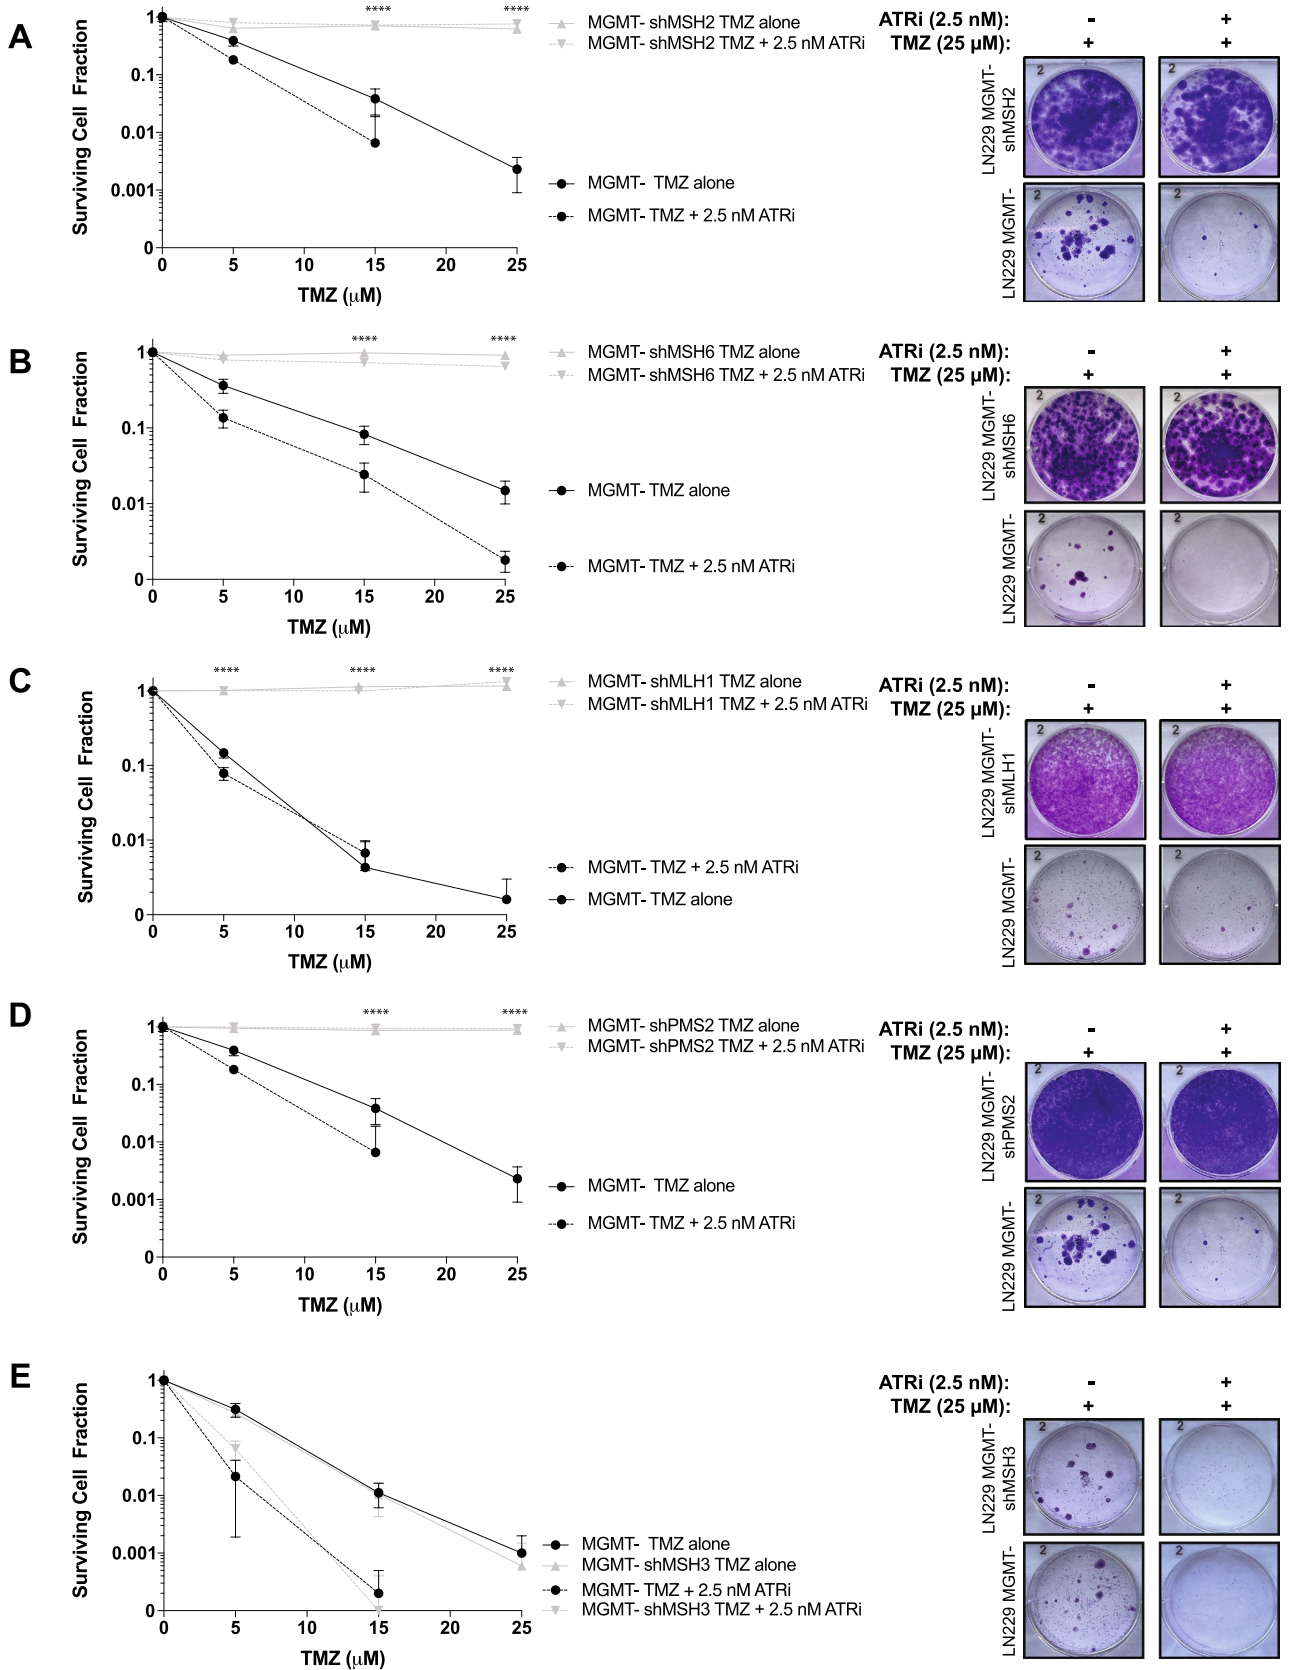 A
Surviving Cell Fraction
1
0.1
0.01
0.001
0
0 5 10 15 20 25
TMZ (μM)
**** ****
MGMT- shMSH2 TMZ alone
MGMT- shMSH2 TMZ + 2.5 nM ATRi
MGMT- TMZ alone
MGMT- TMZ + 2.5 nM ATRi
ATRi (2.5 nM): - +
TMZ (25 μM): + +
LN229 MGMT-
shMSH2
2 2
LN229 MGMT-
2 2
B
Surviving Cell Fraction
1
0.1
0.01
0
0 5 10 15 20 25
TMZ (μM)
**** ****
MGMT- shMSH6 TMZ alone
MGMT- shMSH6 TMZ + 2.5 nM ATRi
MGMT- TMZ alone
MGMT- TMZ + 2.5 nM ATRi
ATRi (2.5 nM): - +
TMZ (25 μM): + +
LN229 MGMT-
shMSH6
2 2
LN229 MGMT-
2 2
C
Surviving Cell Fraction
1
0.1
0.01
0
0 5 10 15 20 25
TMZ (μM)
**** **** ****
MGMT- shMLH1 TMZ alone
MGMT- shMLH1 TMZ + 2.5 nM ATRi
MGMT- TMZ + 2.5 nM ATRi
MGMT- TMZ alone
ATRi (2.5 nM): - +
TMZ (25 μM): + +
LN229 MGMT-
shMLH1
2 2
LN229 MGMT-
2 2
D
Surviving Cell Fraction
1
0.1
0.01
0.001
0
0 5 10 15 20 25
TMZ (μM)
**** ****
MGMT- shPMS2 TMZ alone
MGMT- shPMS2 TMZ + 2.5 nM ATRi
MGMT- TMZ alone
MGMT- TMZ + 2.5 nM ATRi
ATRi (2.5 nM): - +
TMZ (25 μM): + +
LN229 MGMT-
shPMS2
2 2
LN229 MGMT-
2 2
E
Surviving Cell Fraction
1
0.1
0.01
0.001
0
0 5 10 15 20 25
TMZ (μM)
MGMT- TMZ alone
MGMT- shMSH3 TMZ alone
MGMT- TMZ + 2.5 nM ATRi
MGMT- shMSH3 TMZ + 2.5 nM ATRi
ATRi (2.5 nM): - +
TMZ (25 μM): + +
LN229 MGMT-
shMSH3
2 2
LN229 MGMT-
2 2